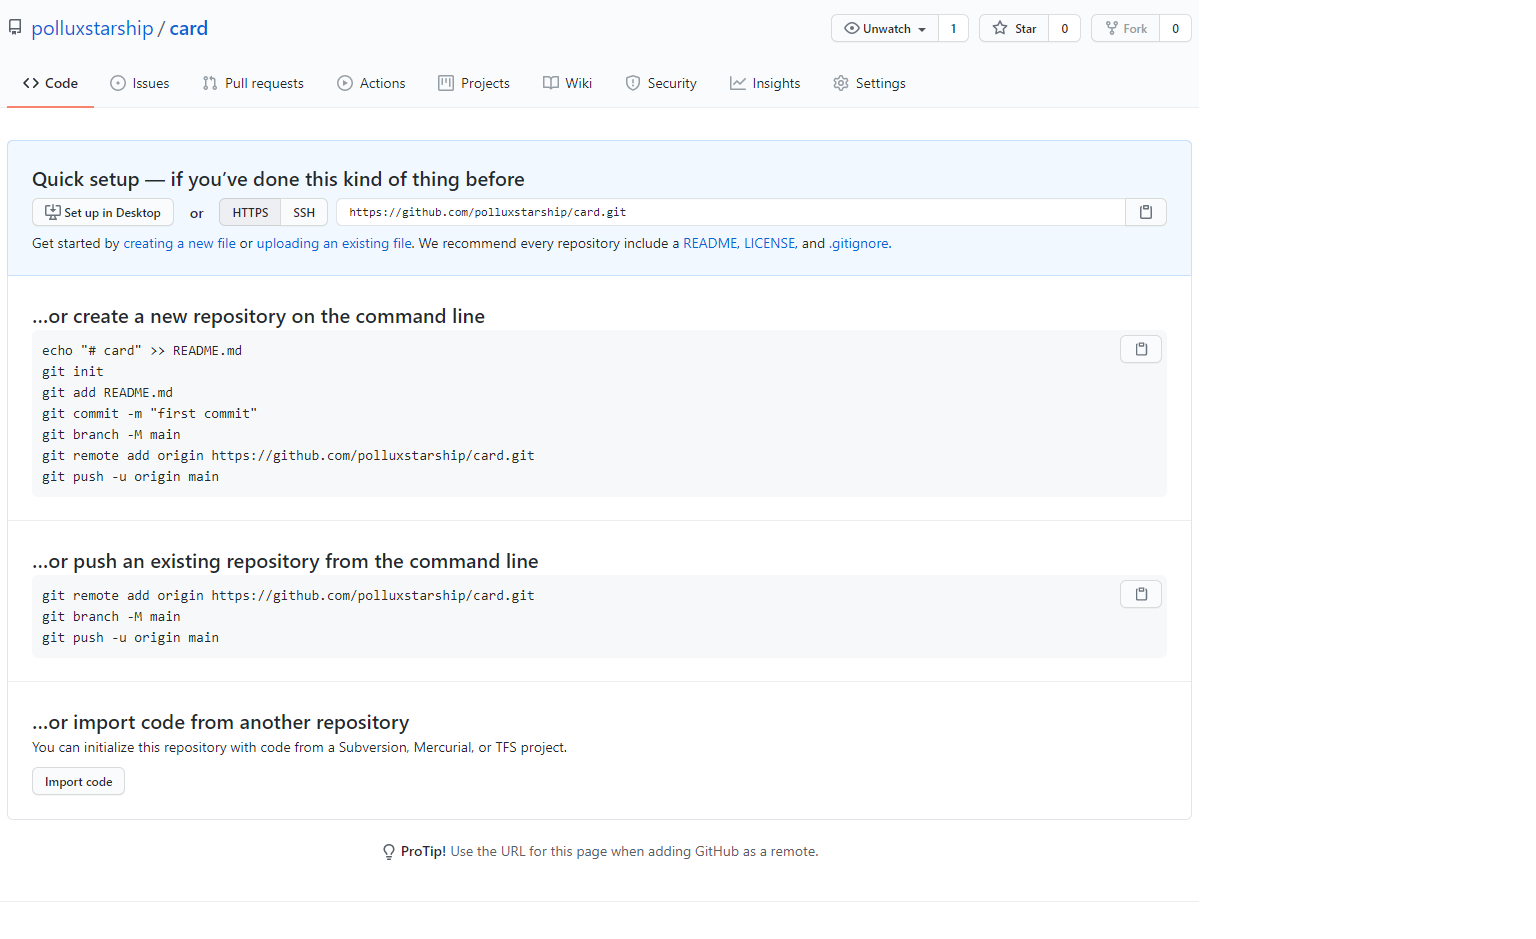 polluxstarship / card
Unwatch 1 Star 0 Fork 0
Code Issues Pull requests Actions Projects Wiki Security Insights Settings
Quick setup — if you’ve done this kind of thing before
Set up in Desktop or HTTPS SSH https://github.com/polluxstarship/card.git
Get started by creating a new file or uploading an existing file. We recommend every repository include a README, LICENSE, and .gitignore.
…or create a new repository on the command line
echo "# card" >> README.md
git init
git add README.md
git commit -m "first commit"
git branch -M main
git remote add origin https://github.com/polluxstarship/card.git
git push -u origin main
…or push an existing repository from the command line
git remote add origin https://github.com/polluxstarship/card.git
git branch -M main
git push -u origin main
…or import code from another repository
You can initialize this repository with code from a Subversion, Mercurial, or TFS project.
Import code
ProTip! Use the URL for this page when adding GitHub as a remote.